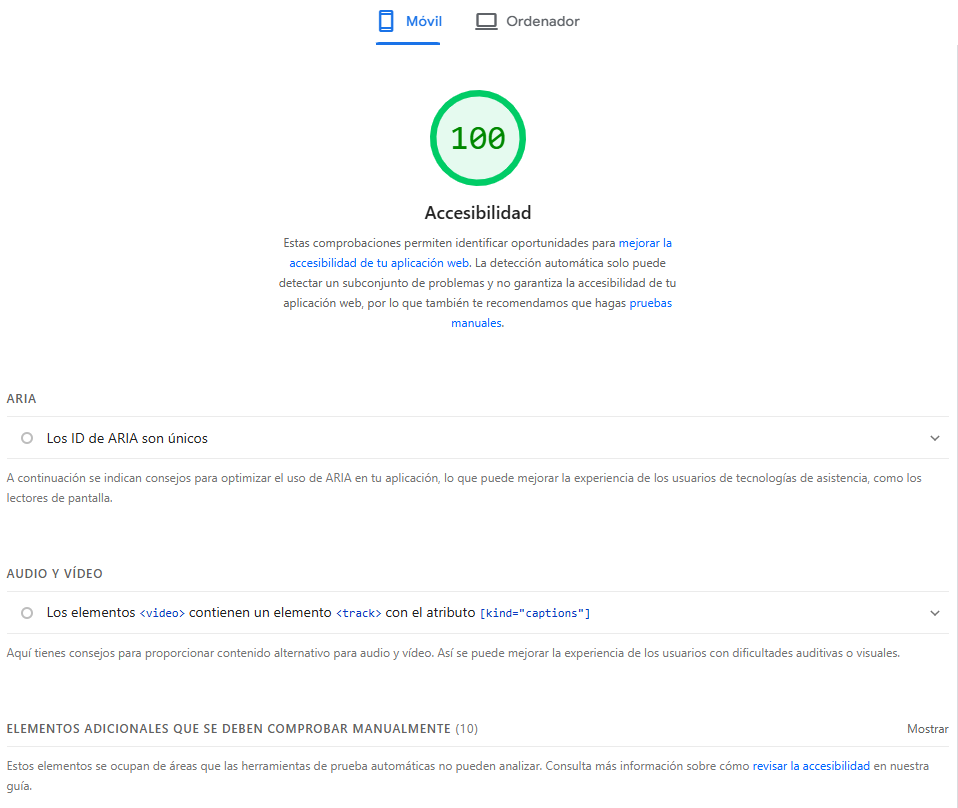 Móvil
Ordenador
100
Accesibilidad
Estas comprobaciones permiten identificar oportunidades para mejorar la
accesibilidad de tu aplicación web. La detección automática solo puede
detectar un subconjunto de problemas y no garantiza la accesibilidad de tu
aplicación web, por lo que también te recomendamos que hagas pruebas
manuales.
ARIA
Los ID de ARIA son únicos
A continuación se indican consejos para optimizar el uso de ARIA en tu aplicación, lo que puede mejorar la experiencia de los usuarios de tecnologías de asistencia, como los
lectores de pantalla.
AUDIO Y VÍDEO
Los elementos <video> contienen un elemento <track> con el atributo [kind="captions"]
Aquí tienes consejos para proporcionar contenido alternativo para audio y vídeo. Así se puede mejorar la experiencia de los usuarios con dificultades auditivas o visuales.
ELEMENTOS ADICIONALES QUE SE DEBEN COMPROBAR MANUALMENTE (10)
Mostrar
Estos elementos se ocupan de áreas que las herramientas de prueba automáticas no pueden analizar. Consulta más información sobre cómo revisar la accesibilidad en nuestra
guía.